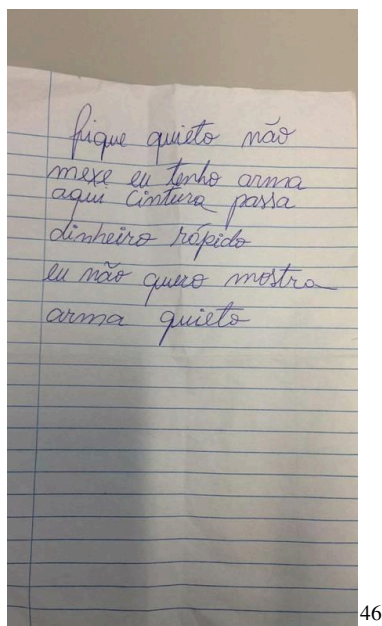 fique quieto não
mexe eu tenho arma
aqui cintura passa
dinheiro rápido
eu não quero mostra
arma quieto
46